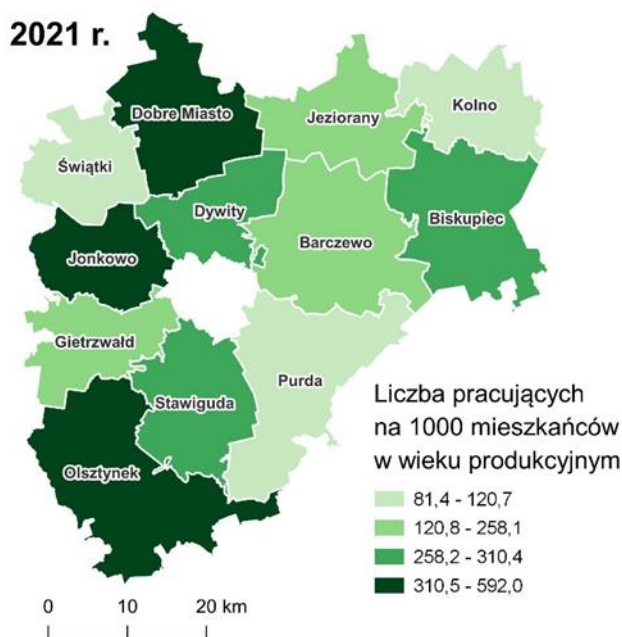 2021 r.
Dobre Miasto
Jeziorany
Kolno
Świątki
Dywity
Biskupiec
Barczewo
Jonkowo
Gietrzwałd
Purda
Stawiguda
Olsztynek
Liczba pracujących
na 1000 mieszkańców
w wieku produkcyjnym
81,4 - 120,7
120,8 - 258,1
258,2 - 310,4
310,5 - 592,0
0 10 20 km